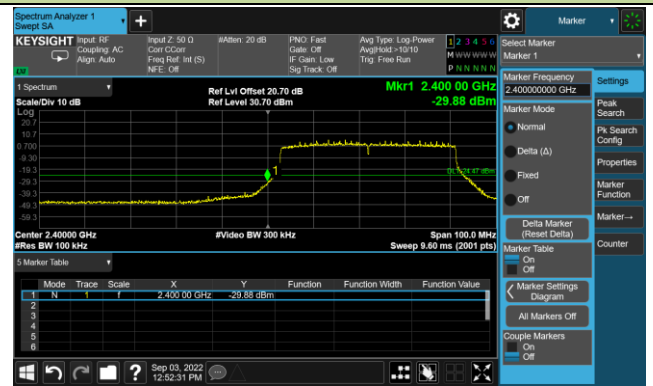 Spectrum Analyzer 1
Swept SA
Marker
KEYSIGHT
Input: RF
Coupling: AC
Align: Auto
Input Z: 50 Ω
Corr CCorr
Freq Ref: Int (S)
NFE: Off
#Atten: 20 dB
PNO: Fast
Gate: Off
IF Gain: Low
Sig Track: Off
Avg Type: Log-Power
Avg|Hold:>10/10
Trig: Free Run
1 2 3 4 5 6
M W W W W W
P N N N N N
Select Marker
Marker 1
1 Spectrum
Scale/Div 10 dB
Ref Lvl Offset 20.70 dB
Ref Level 30.70 dBm
Mkr1 2.400 00 GHz
-29.88 dBm
Log
20.7
10.7
0.700
-9.30
-19.3
-29.3
-39.3
-49.3
-59.3
1
Center 2.40000 GHz
#Res BW 100 kHz
#Video BW 300 kHz
Span 100.0 MHz
Sweep 9.60 ms (2001 pts)
5 Marker Table
Mode Trace Scale X Y Function Function Width Function Value
1 N 1 f 2.400 00 GHz -29.88 dBm
2
3
4
5
6
Marker Frequency
2.400000000 GHz
Marker Mode
Normal
Delta (Δ)
Fixed
Off
Delta Marker
(Reset Delta)
Marker Table
On
Off
Marker Settings
Diagram
All Markers Off
Couple Markers
On
Off
Settings
Peak
Search
Pk Search
Config
Properties
Marker
Function
Marker→
Counter
Sep 03, 2022
12:52:31 PM